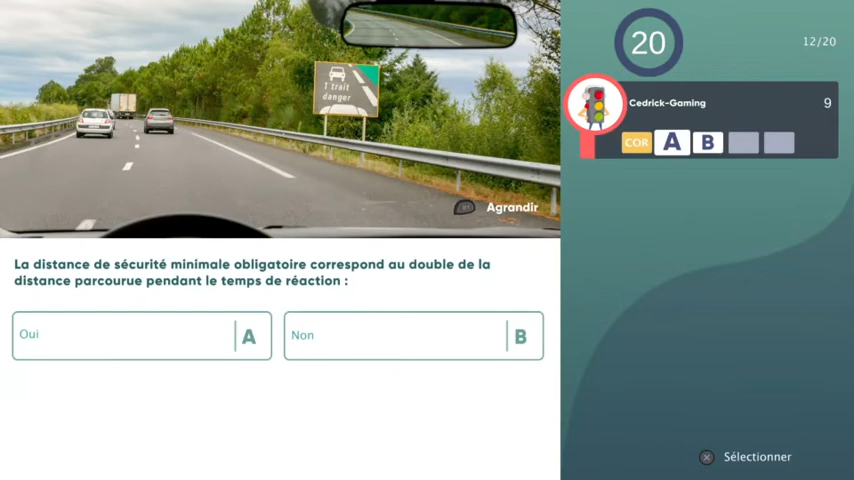 1 trait
danger
Agrandir
La distance de sécurité minimale obligatoire correspond au double de la
distance parcourue pendant le temps de réaction :
Oui
A
Non
B
20
12/20
Cedrick-Gaming
9
COR
A
B
Sélectionner